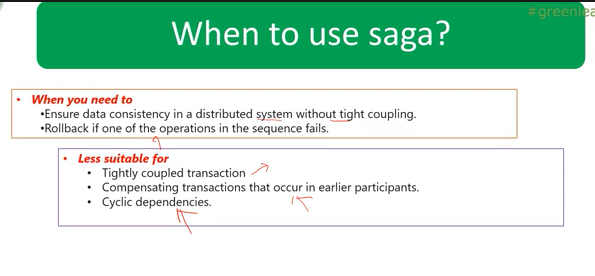 #greenlea
When to use saga?
• When you need to
•Ensure data consistency in a distributed system without tight coupling.
•Rollback if one of the operations in the sequence fails.
• Less suitable for
• Tightly coupled transaction
• Compensating transactions that occur in earlier participants.
• Cyclic dependencies.